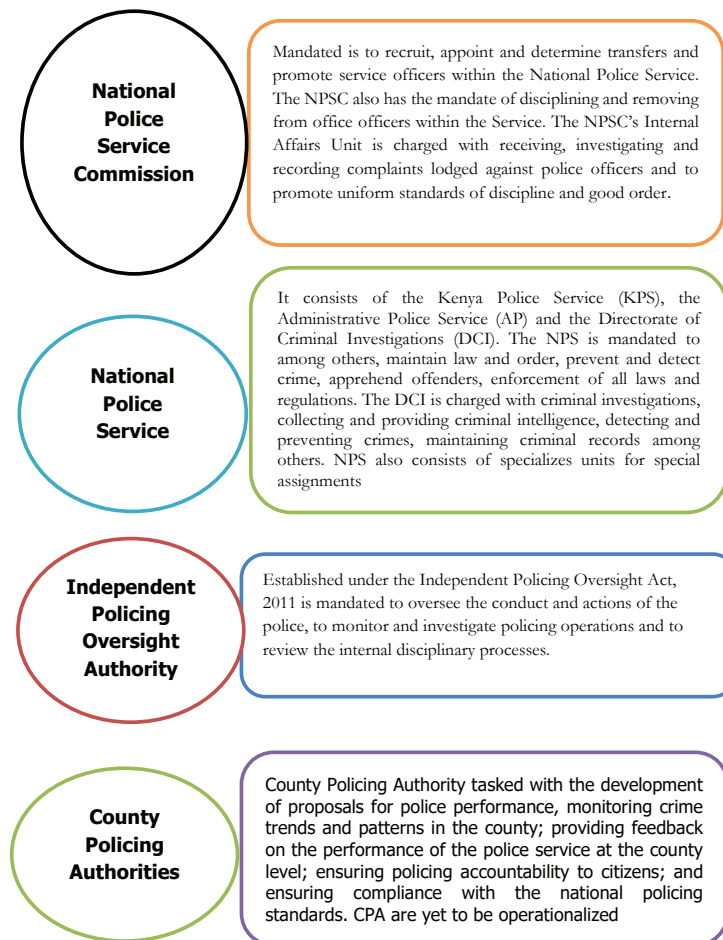 National
Police
Service
Commission
Mandated is to recruit, appoint and determine transfers and
promote service officers within the National Police Service.
The NPSC also has the mandate of disciplining and removing
from office officers within the Service. The NPSC's Internal
Affairs Unit is charged with receiving, investigating and
recording complaints lodged against police officers and to
promote uniform standards of discipline and good order.
National
Police
Service
It consists of the Kenya Police Service (KPS), the
Administrative Police Service (AP) and the Directorate of
Criminal Investigations (DCI). The NPS is mandated to
among others, maintain law and order, prevent and detect
crime, apprehend offenders, enforcement of all laws and
regulations. The DCI is charged with criminal investigations,
collecting and providing criminal intelligence, detecting and
preventing crimes, maintaining criminal records among
others. NPS also consists of specializes units for special
assignments
Independent
Policing
Oversight
Authority
Established under the Independent Policing Oversight Act,
2011 is mandated to oversee the conduct and actions of the
police, to monitor and investigate policing operations and to
review the internal disciplinary processes.
County
Policing
Authorities
County Policing Authority tasked with the development
of proposals for police performance, monitoring crime
trends and patterns in the county; providing feedback
on the performance of the police service at the county
level; ensuring policing accountability to citizens; and
ensuring compliance with the national policing
standards. CPA are yet to be operationalized